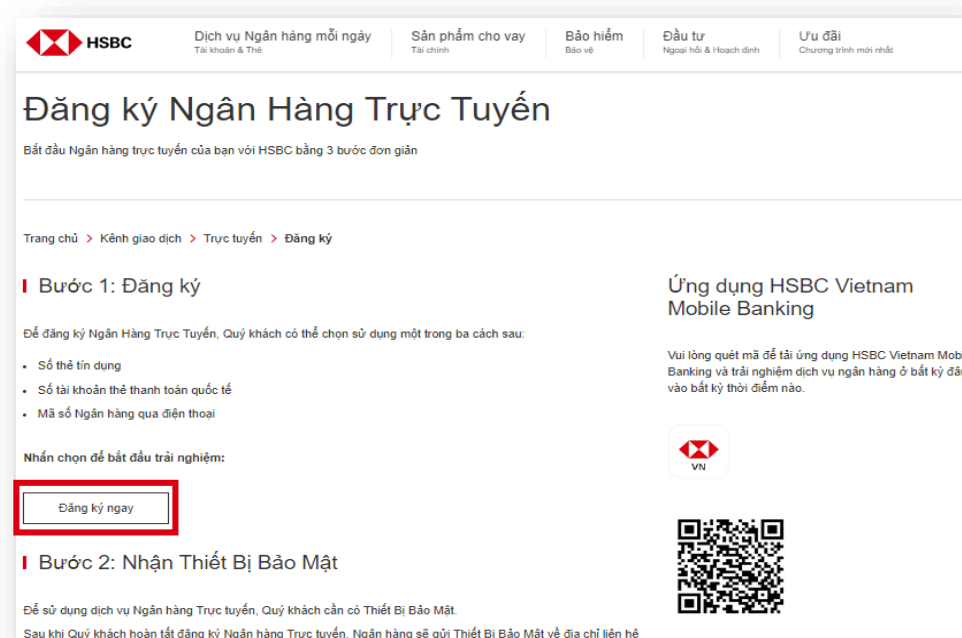 HSBC
Dịch vụ Ngân hàng mỗi ngày
Tài khoản & Thẻ
Sản phẩm cho vay
Tài chính
Bảo hiểm
Bảo vệ
Đầu tư
Ngoại hối & Hoạch định
Ưu đãi
Chương trình mới nhất
Đăng ký Ngân Hàng Trực Tuyến
Bắt đầu Ngân hàng trực tuyến của bạn với HSBC bằng 3 bước đơn giản
Trang chủ > Kênh giao dịch > Trực tuyến > Đăng ký
Bước 1: Đăng ký
Để đăng ký Ngân Hàng Trực Tuyến, Quý khách có thể chọn sử dụng một trong ba cách sau:
• Số thẻ tín dụng
• Số tài khoản thẻ thanh toán quốc tế
• Mã số Ngân hàng qua điện thoại
Nhấn chọn để bắt đầu trải nghiệm:
Đăng ký ngay
Bước 2: Nhận Thiết Bị Bảo Mật
Để sử dụng dịch vụ Ngân hàng Trực tuyến, Quý khách cần có Thiết Bị Bảo Mật.
Sau khi Quý khách hoàn tất đăng ký Ngân hàng Trực tuyến, Ngân hàng sẽ gửi Thiết Bị Bảo Mật về địa chỉ liên hệ
Ứng dụng HSBC Vietnam
Mobile Banking
Vui lòng quét mã để tải ứng dụng HSBC Vietnam Mob
Banking và trải nghiệm dịch vụ ngân hàng ở bất kỳ đâ
vào bất kỳ thời điểm nào.
VN